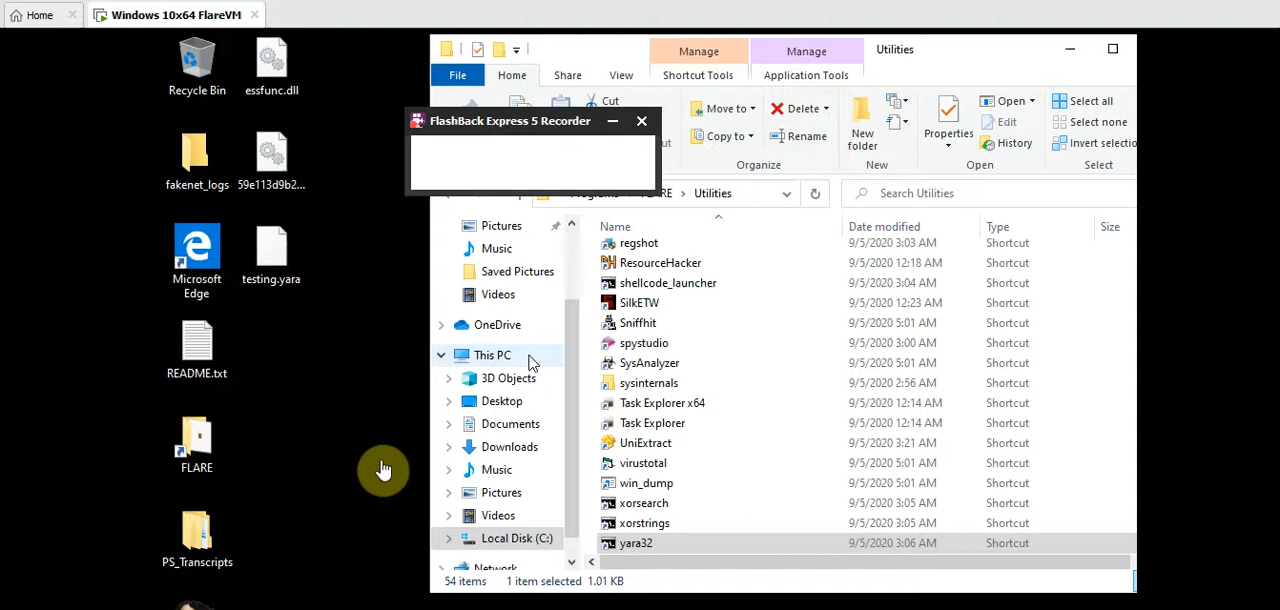 Home
Windows 10x64 FlareVM
Recycle Bin
essfunc.dll
fakenet_logs
59e113d9b2...
Microsoft
Edge
testing.yara
README.txt
FLARE
PS_Transcripts
Manage
Manage
Utilities
File
Home
Share
View
Shortcut Tools
Application Tools
Cut
Move to
Delete
Copy to
Rename
Organize
New
folder
New
Properties
Open
Edit
History
Open
Select all
Select none
Invert selectio
Select
FlashBack Express 5 Recorder
Utilities
Search Utilities
Pictures
Music
Saved Pictures
Videos
OneDrive
This PC
3D Objects
Desktop
Documents
Downloads
Music
Pictures
Videos
Local Disk (C:)
Network
Name Date modified Type Size
regshot 9/5/2020 3:03 AM Shortcut
ResourceHacker 9/5/2020 12:18 AM Shortcut
shellcode_launcher 9/5/2020 3:04 AM Shortcut
SilkETW 9/5/2020 12:23 AM Shortcut
Sniffhit 9/5/2020 5:01 AM Shortcut
spystudio 9/5/2020 5:01 AM Shortcut
SysAnalyzer 9/5/2020 5:01 AM Shortcut
sysinternals 9/5/2020 2:56 AM Shortcut
Task Explorer x64 9/5/2020 12:14 AM Shortcut
Task Explorer 9/5/2020 12:14 AM Shortcut
UniExtract 9/5/2020 3:21 AM Shortcut
virustotal 9/5/2020 5:01 AM Shortcut
win_dump 9/5/2020 5:01 AM Shortcut
xorsearch 9/5/2020 3:05 AM Shortcut
xorstrings 9/5/2020 3:05 AM Shortcut
yara32 9/5/2020 3:06 AM Shortcut
54 items 1 item selected 1.01 KB